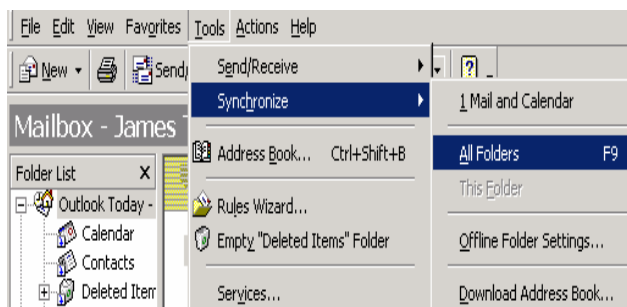 File Edit View Favorites Tools Actions Help
New Send/
Mailbox - James
Folder List X
Outlook Today -
Calendar
Contacts
Deleted Item
Send/Receive
Synchronize
Address Book... Ctrl+Shift+B
Rules Wizard...
Empty "Deleted Items" Folder
Services...
1 Mail and Calendar
All Folders F9
This Folder
Offline Folder Settings...
Download Address Book...